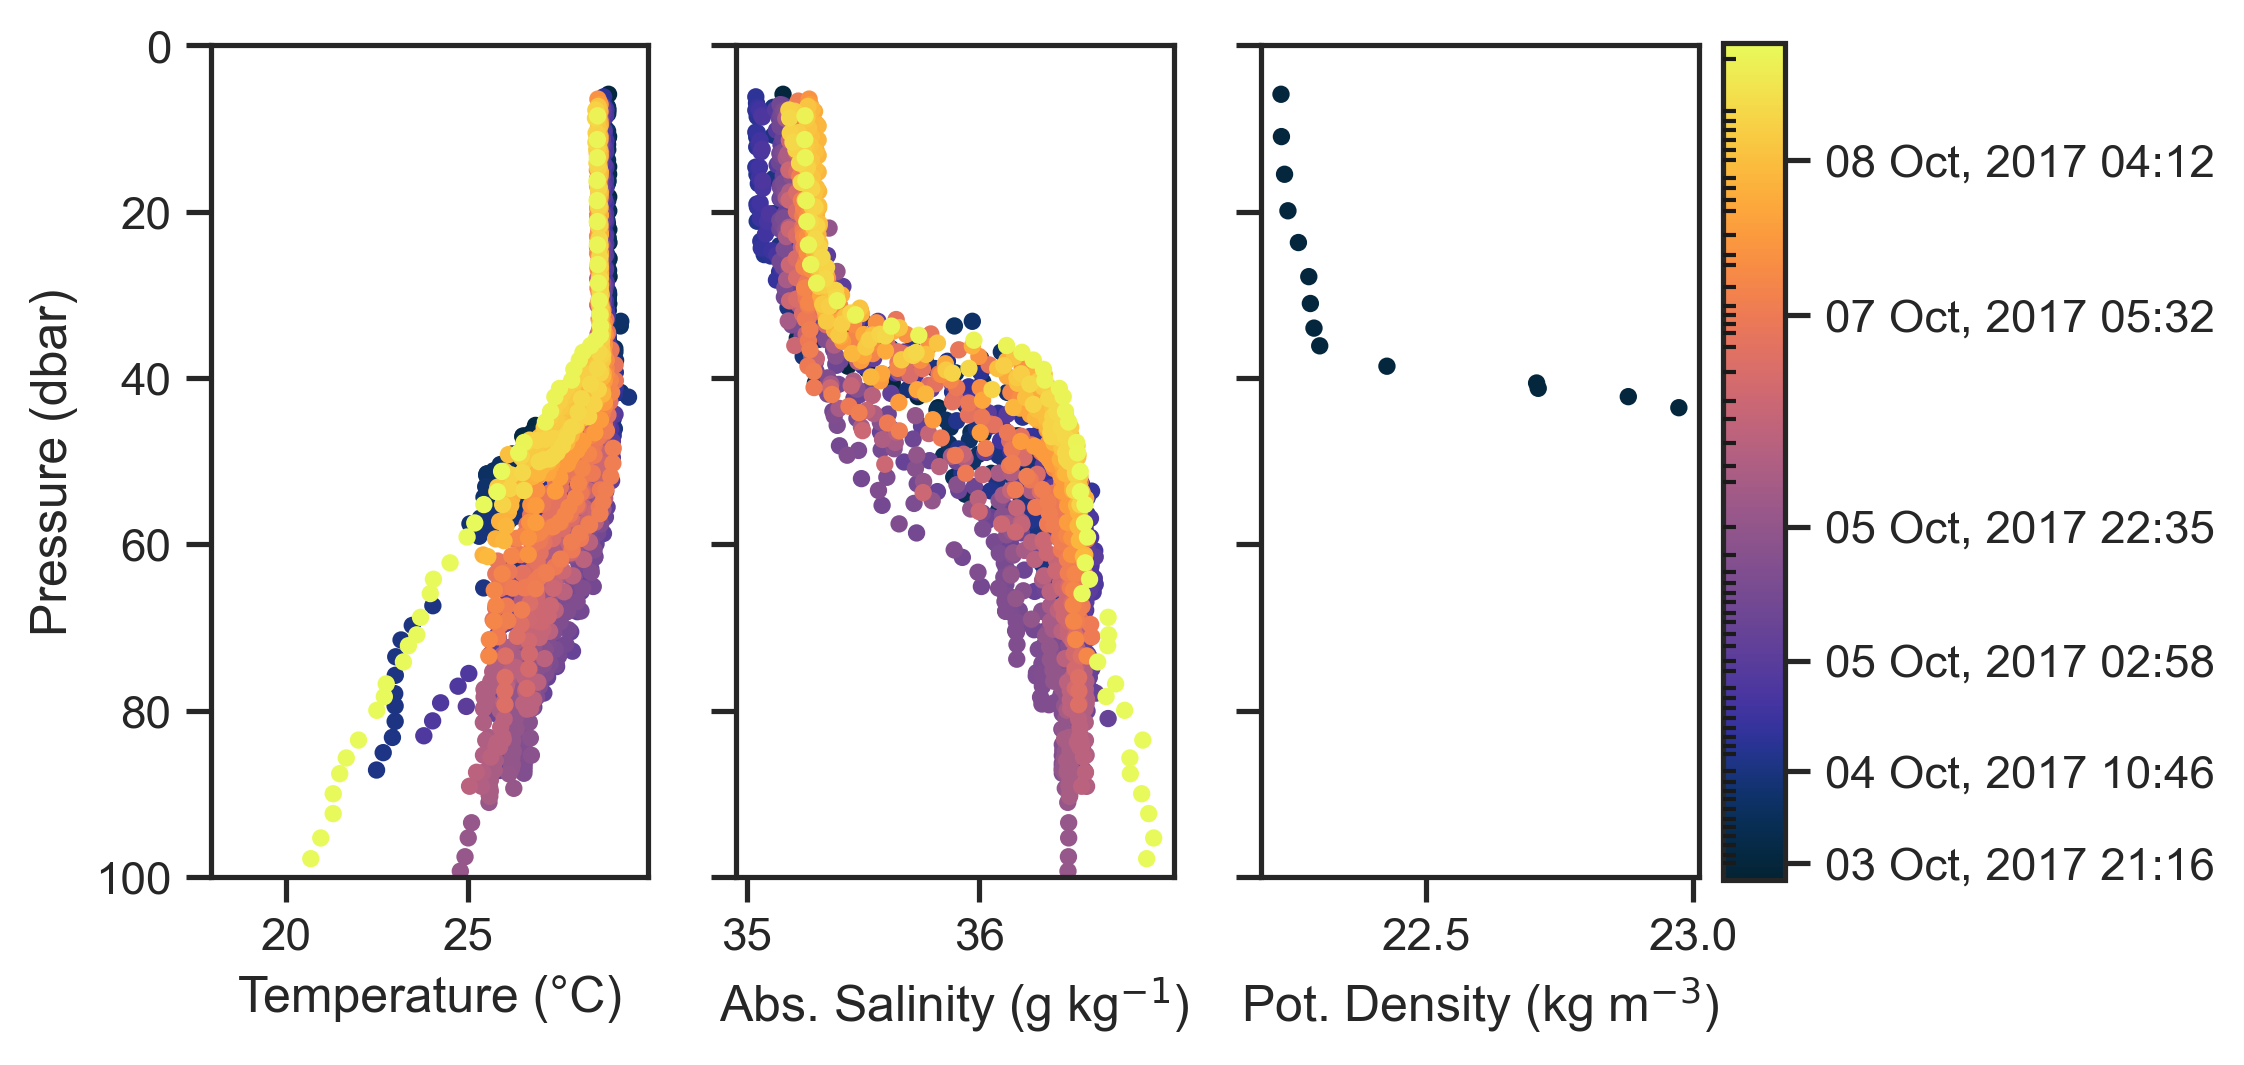 0
20
40
60
80
100
Pressure (dbar)
20 25
Temperature (°C)
35 36
Abs. Salinity (g kg⁻¹)
22.5 23.0
Pot. Density (kg m⁻³)
08 Oct, 2017 04:12
07 Oct, 2017 05:32
05 Oct, 2017 22:35
05 Oct, 2017 02:58
04 Oct, 2017 10:46
03 Oct, 2017 21:16